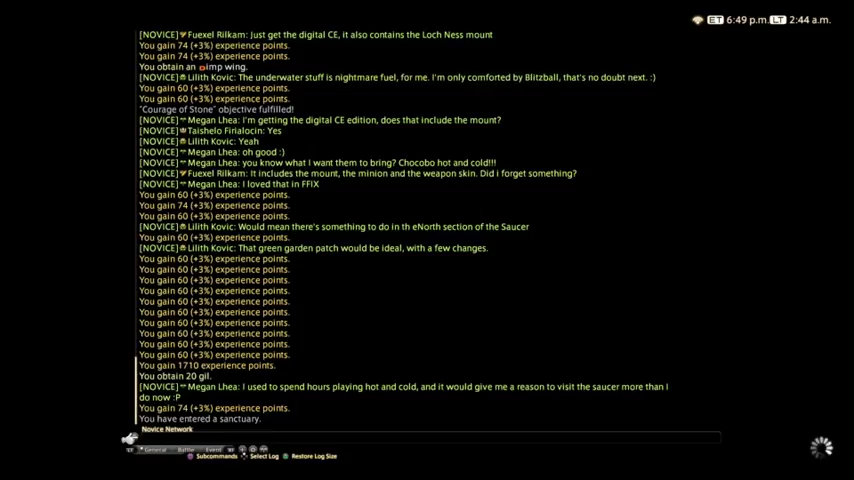 ET 6:49 p.m. LT 2:44 a.m.
[NOVICE] Fuexel Rilkam: Just get the digital CE, it also contains the Loch Ness mount
You gain 74 (+3%) experience points.
You gain 74 (+3%) experience points.
You obtain an imp wing.
[NOVICE] Lilith Kovic: The underwater stuff is nightmare fuel, for me. I'm only comforted by Blitzball, that's no doubt next. :)
You gain 60 (+3%) experience points.
You gain 60 (+3%) experience points.
"Courage of Stone" objective fulfilled!
[NOVICE] Megan Lhea: I'm getting the digital CE edition, does that include the mount?
[NOVICE] Taishelo Firialocin: Yes
[NOVICE] Lilith Kovic: Yeah
[NOVICE] Megan Lhea: oh good :)
[NOVICE] Megan Lhea: you know what I want them to bring? Chocobo hot and cold!!!
[NOVICE] Fuexel Rilkam: It includes the mount, the minion and the weapon skin. Did i forget something?
[NOVICE] Megan Lhea: I loved that in FFIX
You gain 60 (+3%) experience points.
You gain 74 (+3%) experience points.
You gain 60 (+3%) experience points.
[NOVICE] Lilith Kovic: Would mean there's something to do in th eNorth section of the Saucer
You gain 60 (+3%) experience points.
[NOVICE] Lilith Kovic: That green garden patch would be ideal, with a few changes.
You gain 60 (+3%) experience points.
You gain 60 (+3%) experience points.
You gain 60 (+3%) experience points.
You gain 60 (+3%) experience points.
You gain 60 (+3%) experience points.
You gain 60 (+3%) experience points.
You gain 60 (+3%) experience points.
You gain 60 (+3%) experience points.
You gain 60 (+3%) experience points.
You gain 60 (+3%) experience points.
You gain 1710 experience points.
You obtain 20 gil.
[NOVICE] Megan Lhea: I used to spend hours playing hot and cold, and it would give me a reason to visit the saucer more than I
do now :P
You gain 74 (+3%) experience points.
You have entered a sanctuary.
Novice Network
General Battle Event
Subcommands Select Log Restore Log Size